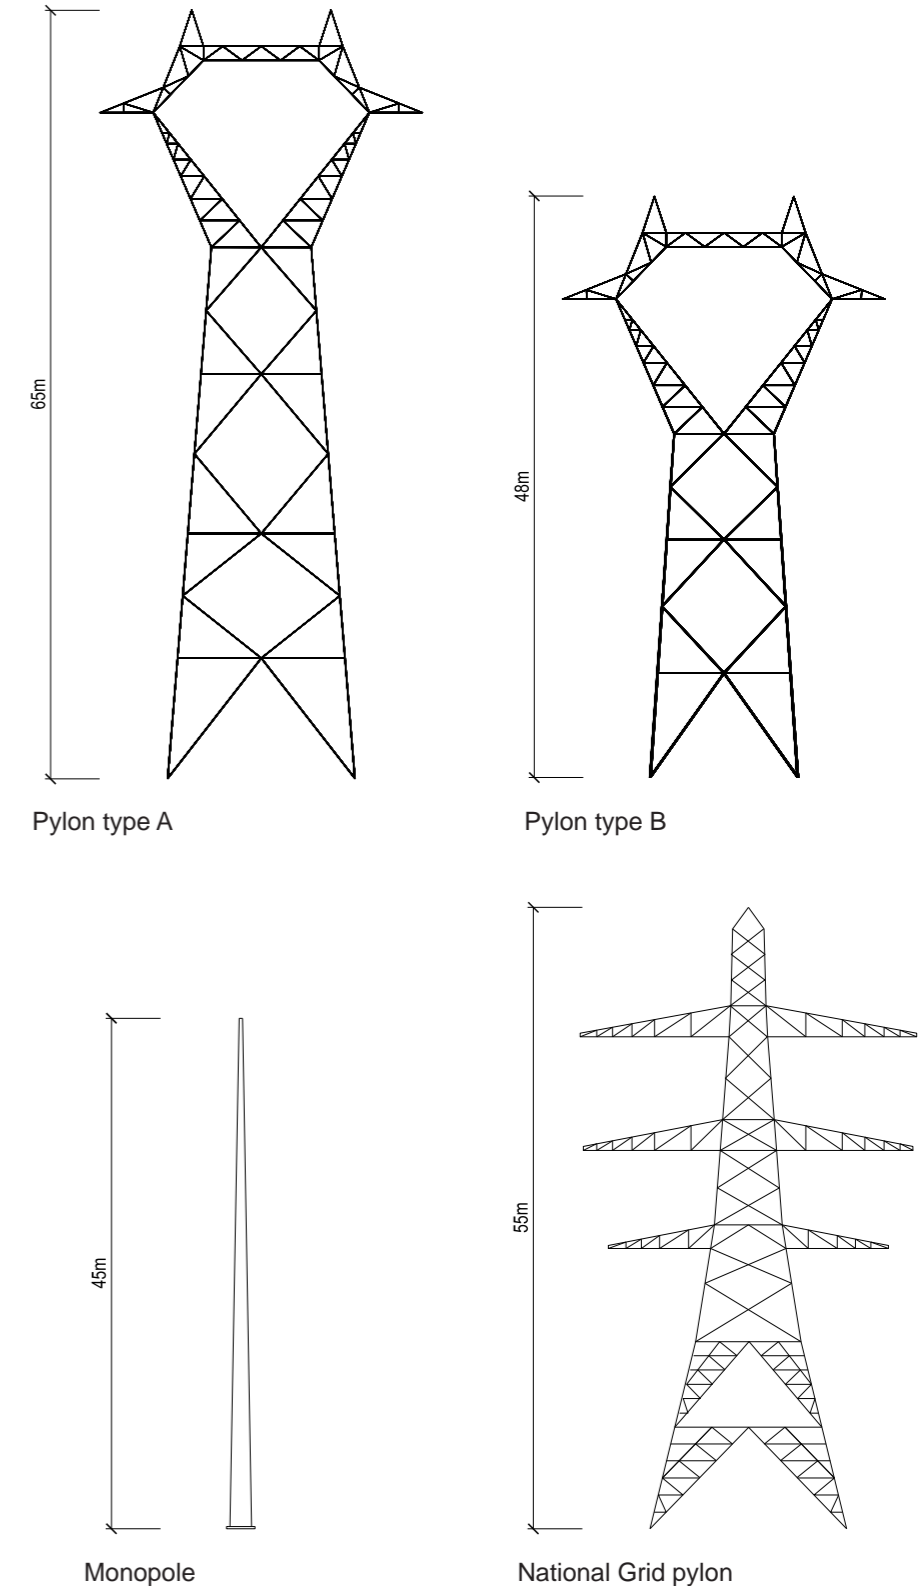 65m
48m
Pylon type A
Pylon type B
45m
55m
Monopole
National Grid pylon